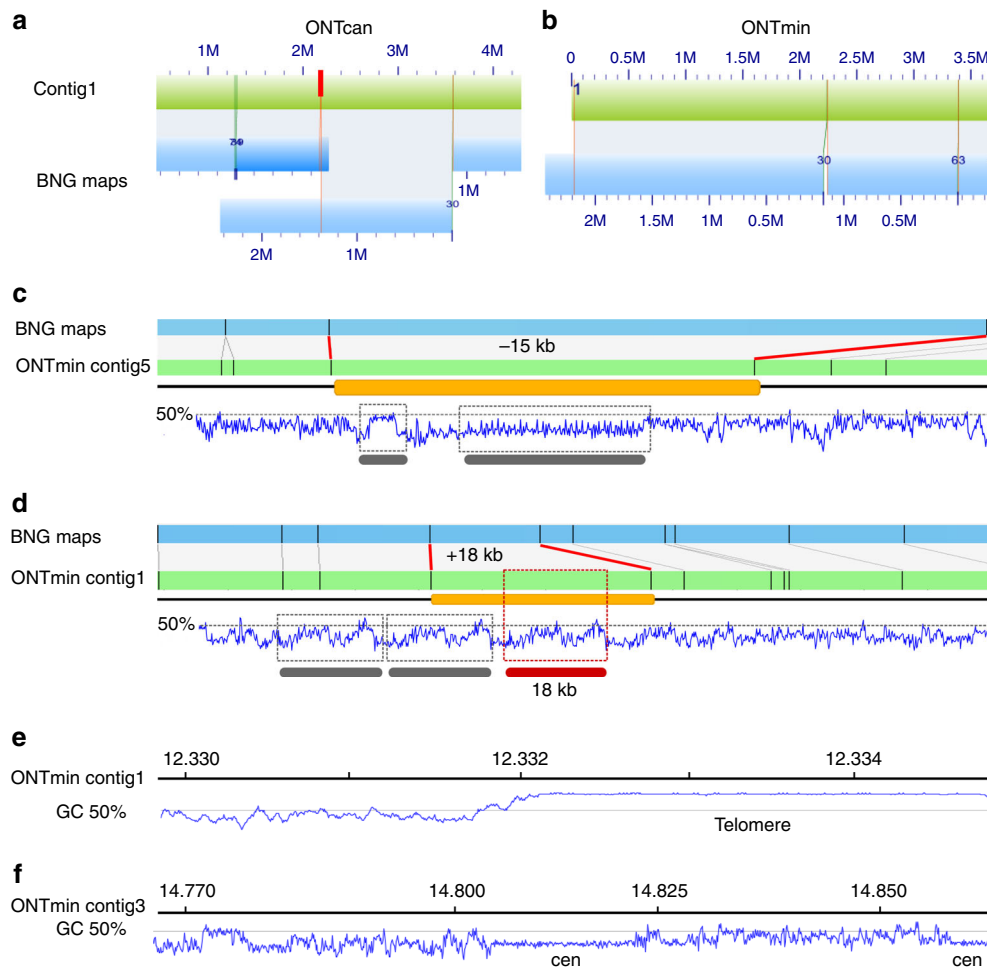 a
ONTcan
1M 2M 3M 4M
Contig1
BNG maps
1M
30
2M 1M
b
ONTmin
0 0.5M 1M 1.5M 2M 2.5M 3M 3.5M
1
30 63
2M 1.5M 1M 0.5M 1M 0.5M
c
BNG maps
–15 kb
ONTmin contig5
50%
d
BNG maps
+18 kb
ONTmin contig1
50%
18 kb
e
12.330 12.332 12.334
ONTmin contig1
GC 50%
Telomere
f
14.770 14.800 14.825 14.850
ONTmin contig3
GC 50%
cen cen